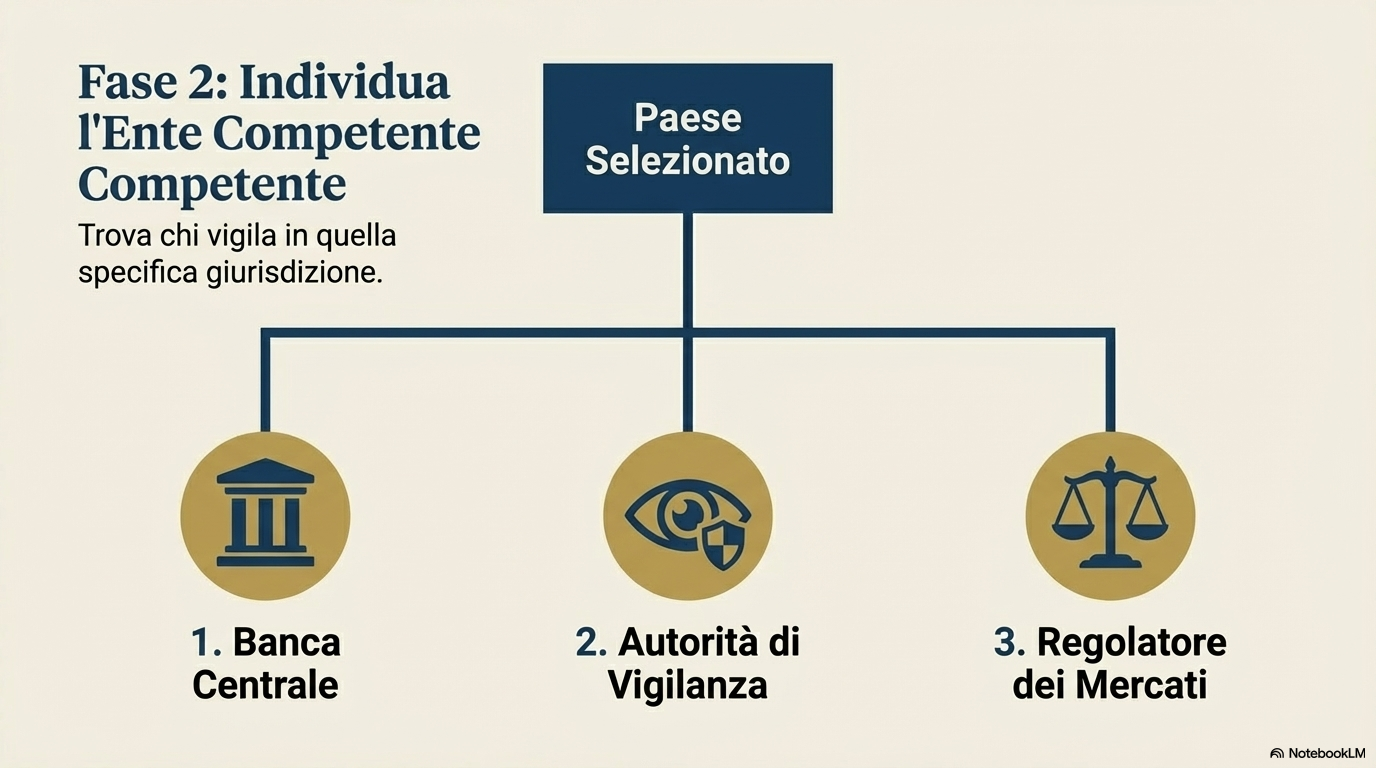 Fase 2: Individua
l'Ente Competente
Competente
Trova chi vigila in quella
specifica giurisdizione.
Paese
Selezionato
1. Banca
Centrale
2. Autorità di
Vigilanza
3. Regolatore
dei Mercati
NotebookLM